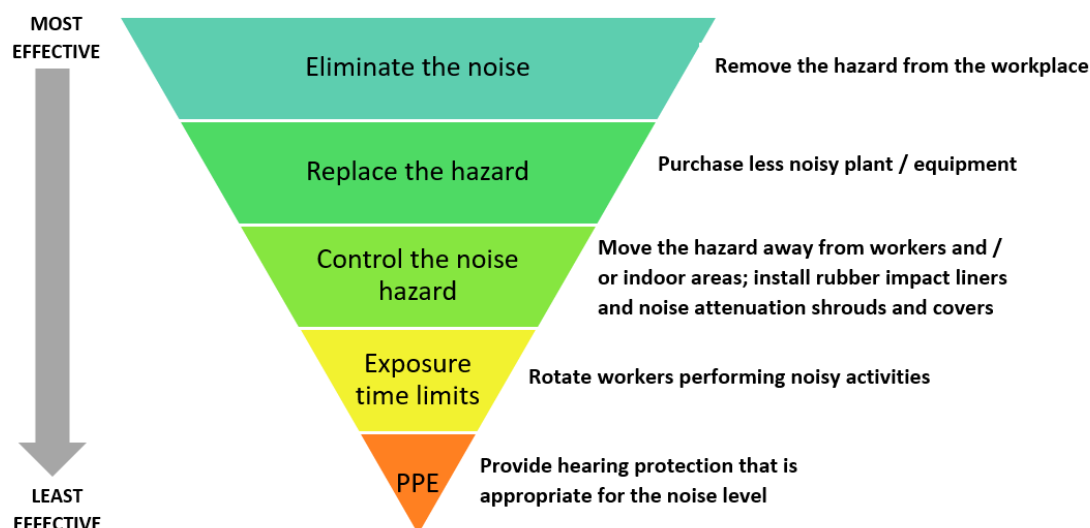 MOST
EFFECTIVE
Eliminate the noise
Remove the hazard from the workplace
Replace the hazard
Purchase less noisy plant / equipment
Control the noise
hazard
Move the hazard away from workers and /
or indoor areas; install rubber impact liners
and noise attenuation shrouds and covers
Exposure
time limits
Rotate workers performing noisy activities
PPE
Provide hearing protection that is
appropriate for the noise level
LEAST
EFFECTIVE